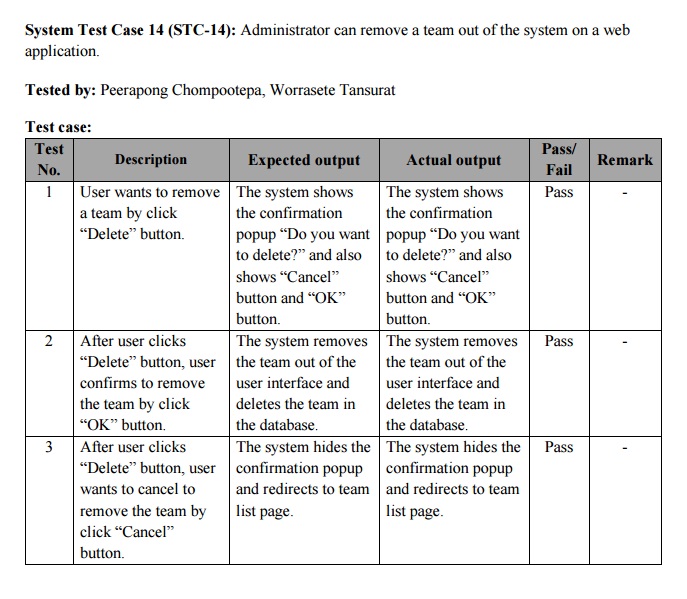 System Test Case 14 (STC-14): Administrator can remove a team out of the system on a web
application.
Tested by: Peerapong Chompootepa, Worrasete Tansurat
Test case:
Test
No.
Description
Expected output
Actual output
Pass/
Fail
Remark
1
User wants to remove
a team by click
“Delete” button.
The system shows
the confirmation
popup “Do you want
to delete?” and also
shows “Cancel”
button and “OK”
button.
The system shows
the confirmation
popup “Do you want
to delete?” and also
shows “Cancel”
button and “OK”
button.
Pass
-
2
After user clicks
“Delete” button, user
confirms to remove
the team by click
“OK” button.
The system removes
the team out of the
user interface and
deletes the team in
the database.
The system removes
the team out of the
user interface and
deletes the team in
the database.
Pass
-
3
After user clicks
“Delete” button, user
wants to cancel to
remove the team by
click “Cancel”
button.
The system hides the
confirmation popup
and redirects to team
list page.
The system hides the
confirmation popup
and redirects to team
list page.
Pass
-